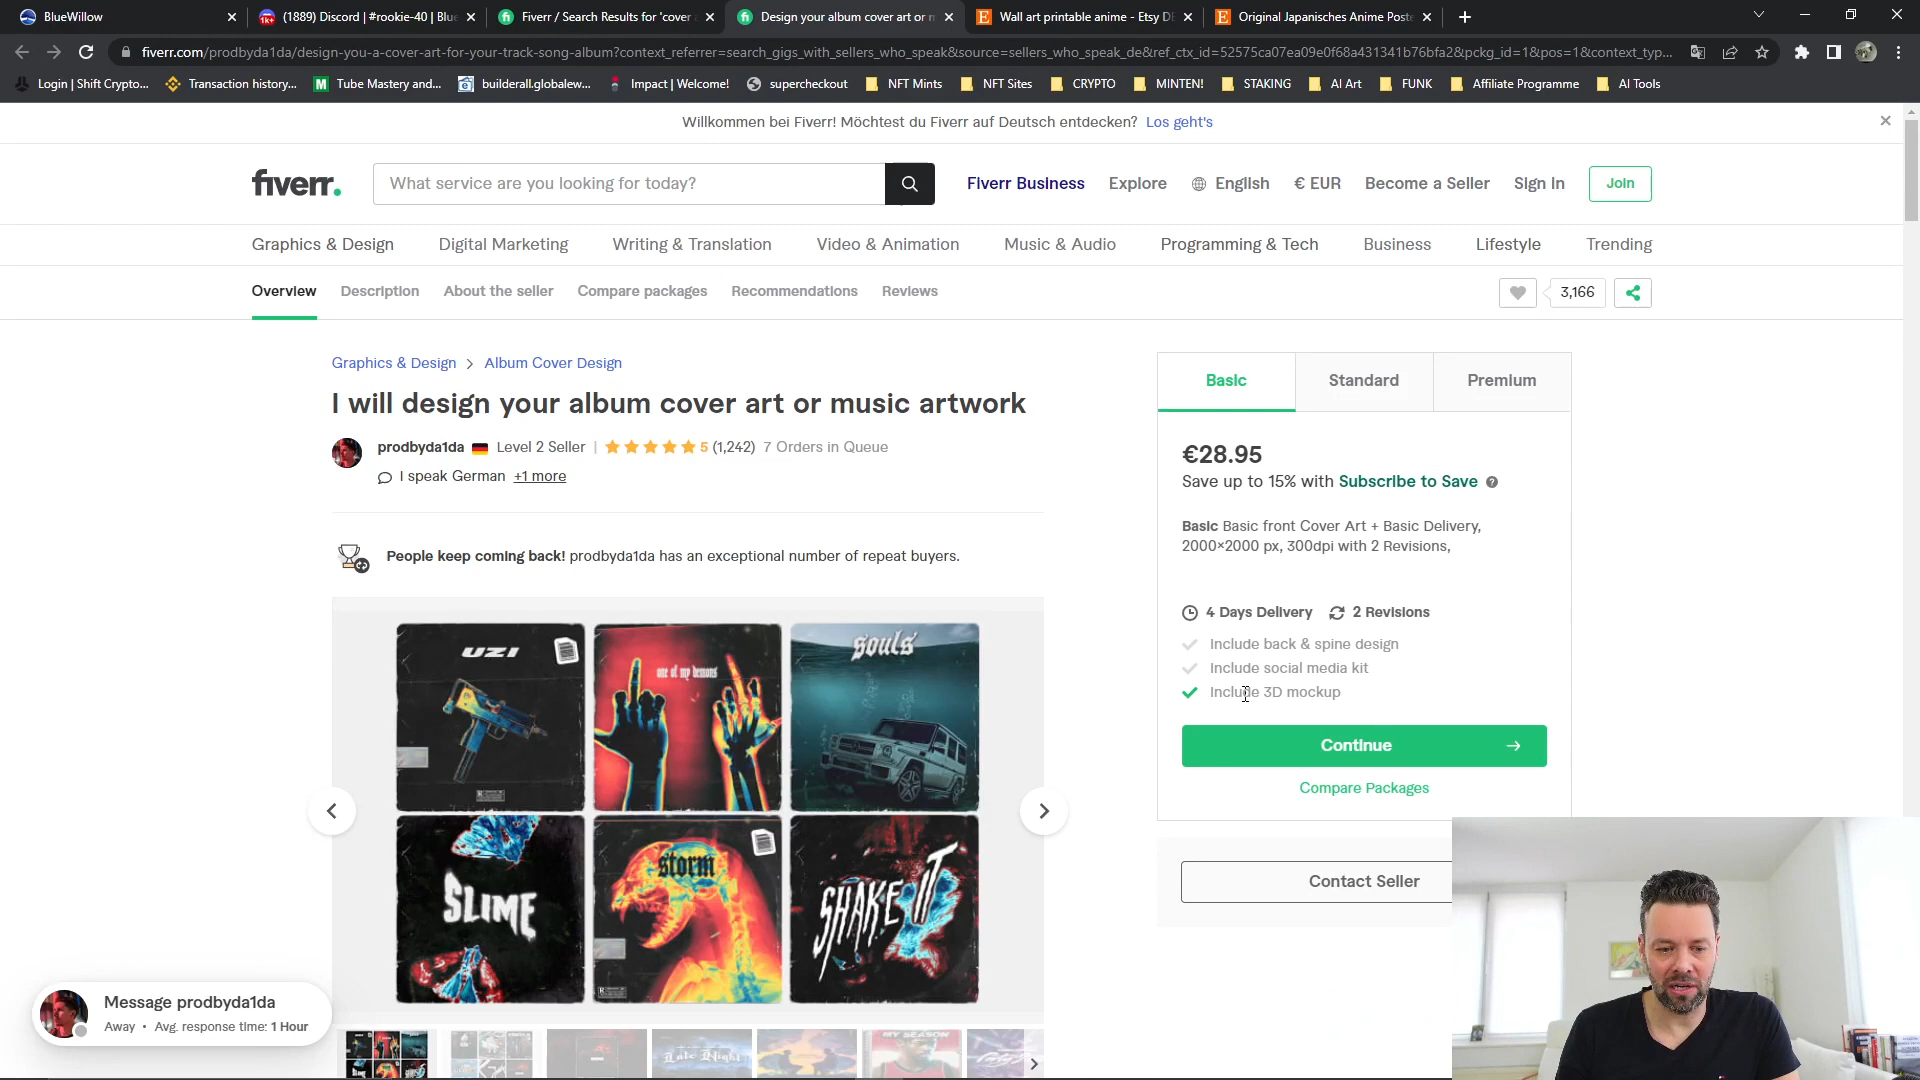 BlueWillow
(1889) Discord | #rookie-40 | Blue
Fiverr / Search Results for 'cover
Design your album cover art or m
Wall art printable anime - Etsy DE
Original Japanisches Anime Poste
fiverr.com/prodbyda1da/design-you-a-cover-art-for-your-track-song-album?context_referrer=search_gigs_with_sellers_who_speak&source=sellers_who_speak_de&ref_ctx_id=52575ca07ea09e0f68a431341b76bfa2&pckg_id=1&pos=1&context_typ...
Login | Shift Crypto...
Transaction history...
Tube Mastery and...
builderall.globalew...
Impact | Welcome!
supercheckout
NFT Mints
NFT Sites
CRYPTO
MINTEN!
STAKING
AI Art
FUNK
Affiliate Programme
AI Tools
Willkommen bei Fiverr! Möchtest du Fiverr auf Deutsch entdecken? Los geht's
fiverr.
What service are you looking for today?
Fiverr Business
Explore
English
€ EUR
Become a Seller
Sign in
Join
Graphics & Design
Digital Marketing
Writing & Translation
Video & Animation
Music & Audio
Programming & Tech
Business
Lifestyle
Trending
Overview
Description
About the seller
Compare packages
Recommendations
Reviews
3,166
Graphics & Design > Album Cover Design
I will design your album cover art or music artwork
prodbyda1da Level 2 Seller | 5 (1,242) 7 Orders in Queue
I speak German +1 more
People keep coming back! prodbyda1da has an exceptional number of repeat buyers.
UZI
one of my demons
souls
SLIME
storm
SHAKE IT
Late Night
MY SEASON
Basic
Standard
Premium
€28.95
Save up to 15% with Subscribe to Save
Basic Basic front Cover Art + Basic Delivery,
2000×2000 px, 300dpi with 2 Revisions,
4 Days Delivery 2 Revisions
Include back & spine design
Include social media kit
Include 3D mockup
Continue
Compare Packages
Contact Seller
Message prodbyda1da
Away • Avg. response time: 1 Hour